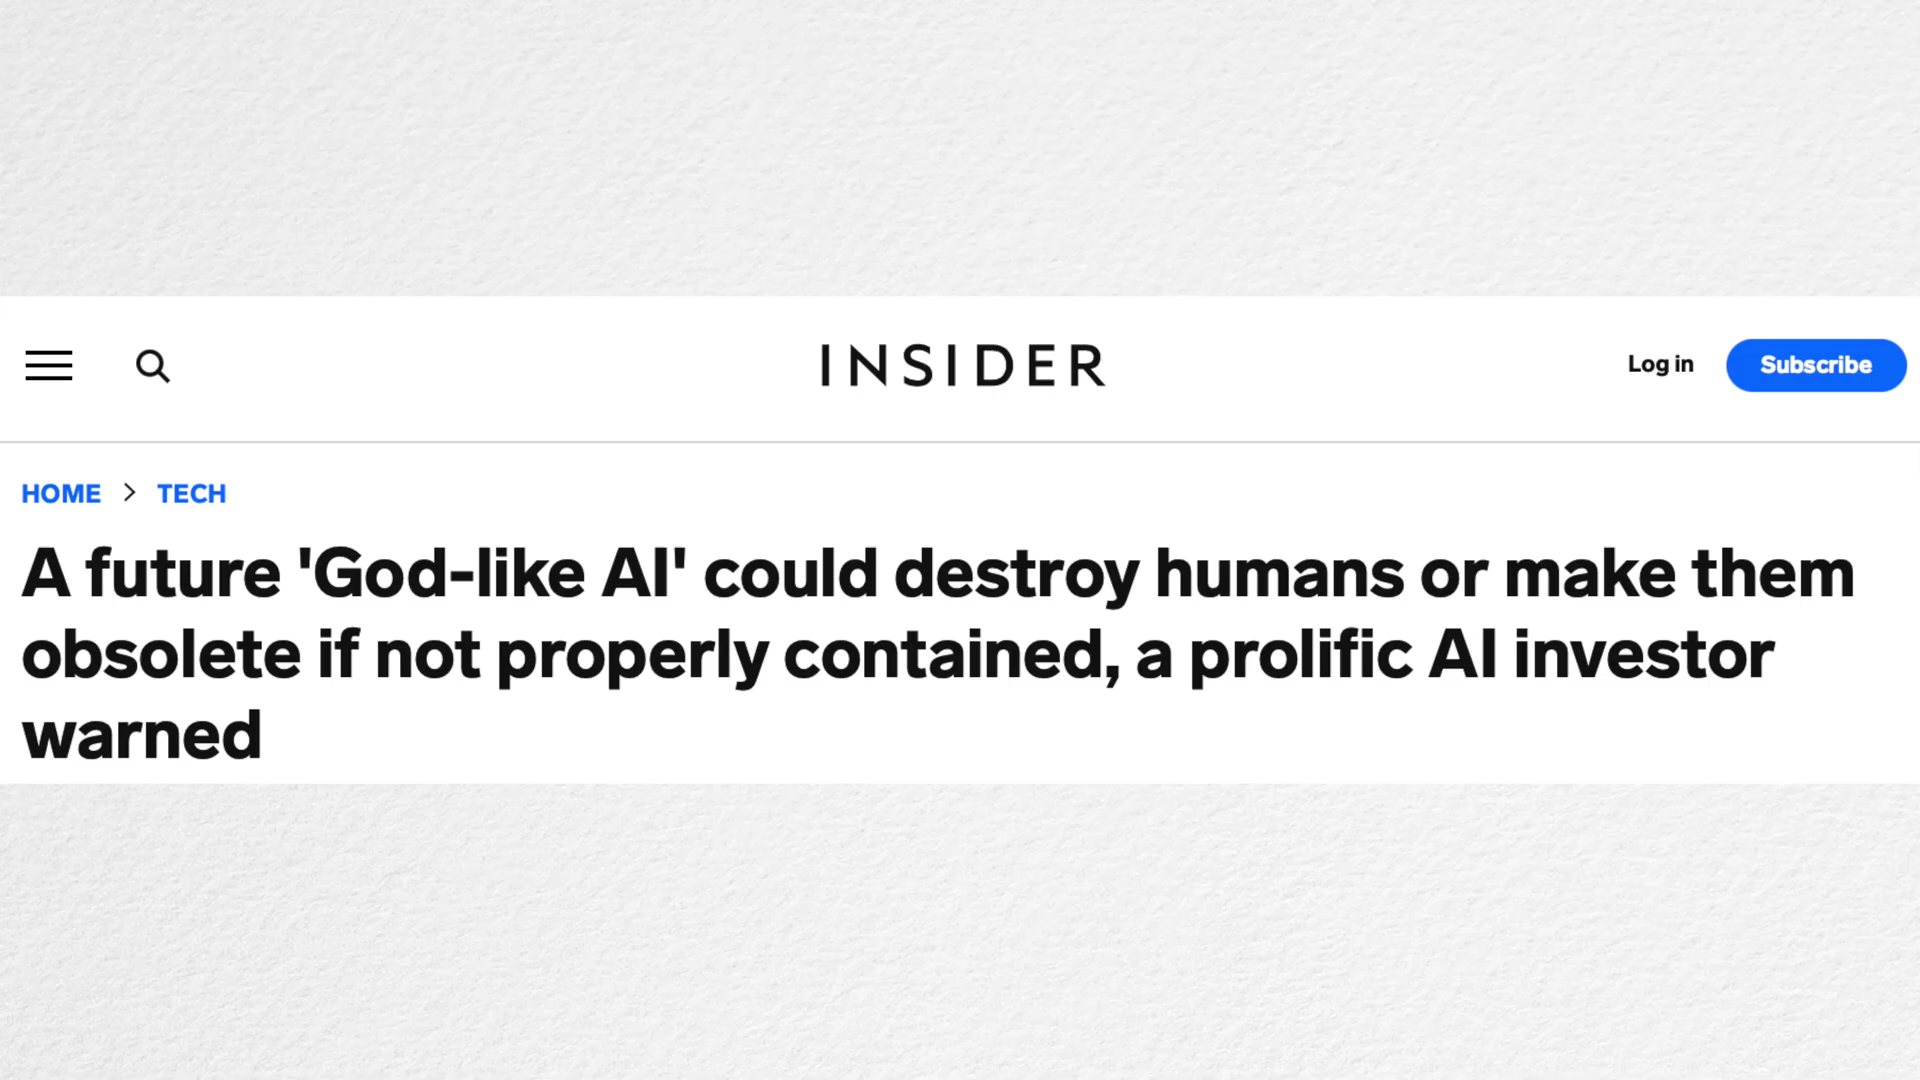 INSIDER
Log in
Subscribe
HOME > TECH
A future 'God-like AI' could destroy humans or make them
obsolete if not properly contained, a prolific AI investor
warned